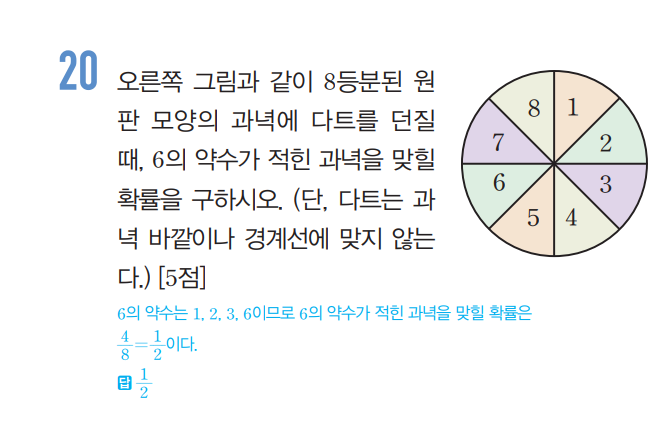 20
오른쪽 그림과 같이 8등분된 원
판 모양의 과녁에 다트를 던질
때, 6의 약수가 적힌 과녁을 맞힐
확률을 구하시오. (단, 다트는 과
녁 바깥이나 경계선에 맞지 않는
다.) [5점]
8 1
7 2
6 3
5 4
6의 약수는 1, 2, 3, 6이므로 6의 약수가 적힌 과녁을 맞힐 확률은
4/8=1/2이다.
답 1/2